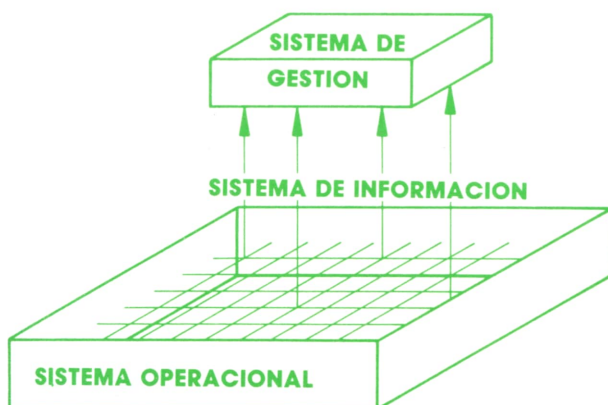 SISTEMA DE
GESTION
SISTEMA DE INFORMACION
SISTEMA OPERACIONAL